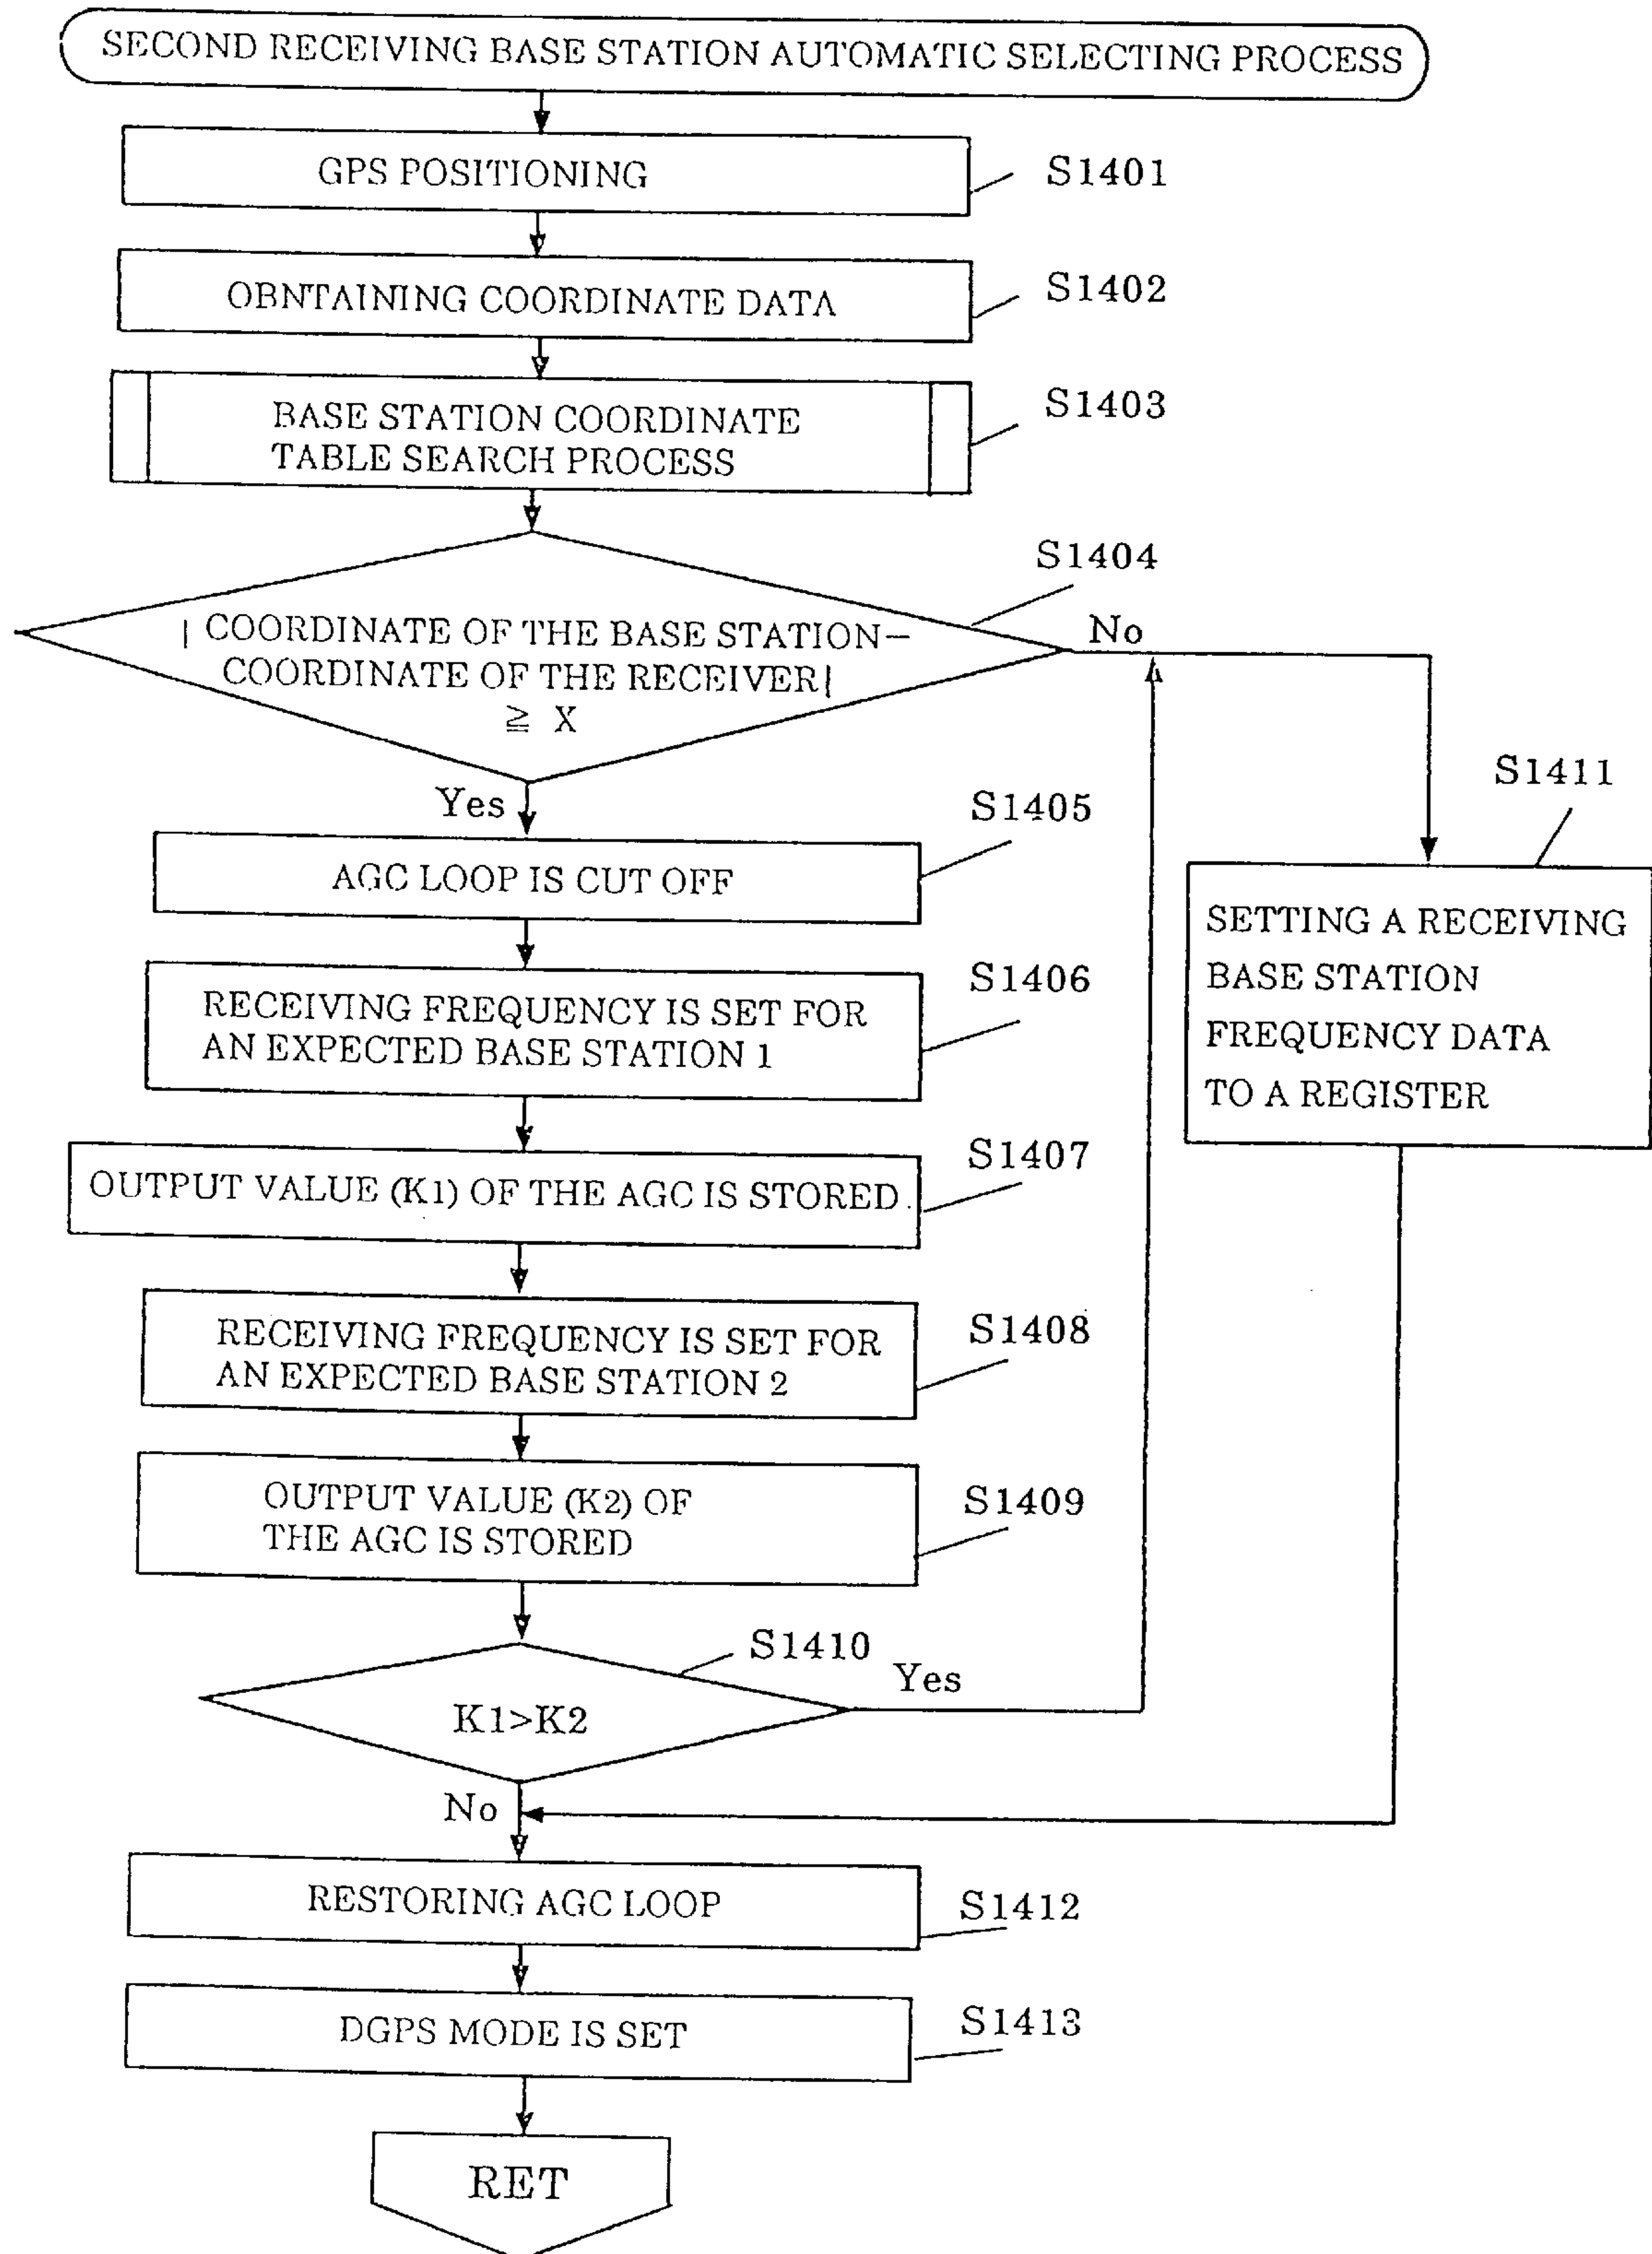 SECOND RECEIVING BASE STATION AUTOMATIC SELECTING PROCESS
GPS POSITIONING
S1401
OBNTAINING COORDINATE DATA
S1402
BASE STATION COORDINATE
TABLE SEARCH PROCESS
S1403
S1404
| COORDINATE OF THE BASE STATION−
COORDINATE OF THE RECEIVER|
≧ X
No
Yes
S1405
AGC LOOP IS CUT OFF
S1411
SETTING A RECEIVING
BASE STATION
FREQUENCY DATA
TO A REGISTER
S1406
RECEIVING FREQUENCY IS SET FOR
AN EXPECTED BASE STATION 1
S1407
OUTPUT VALUE (K1) OF THE AGC IS STORED.
S1408
RECEIVING FREQUENCY IS SET FOR
AN EXPECTED BASE STATION 2
S1409
OUTPUT VALUE (K2) OF
THE AGC IS STORED
S1410
K1>K2
Yes
No
RESTORING AGC LOOP
S1412
DGPS MODE IS SET
S1413
RET